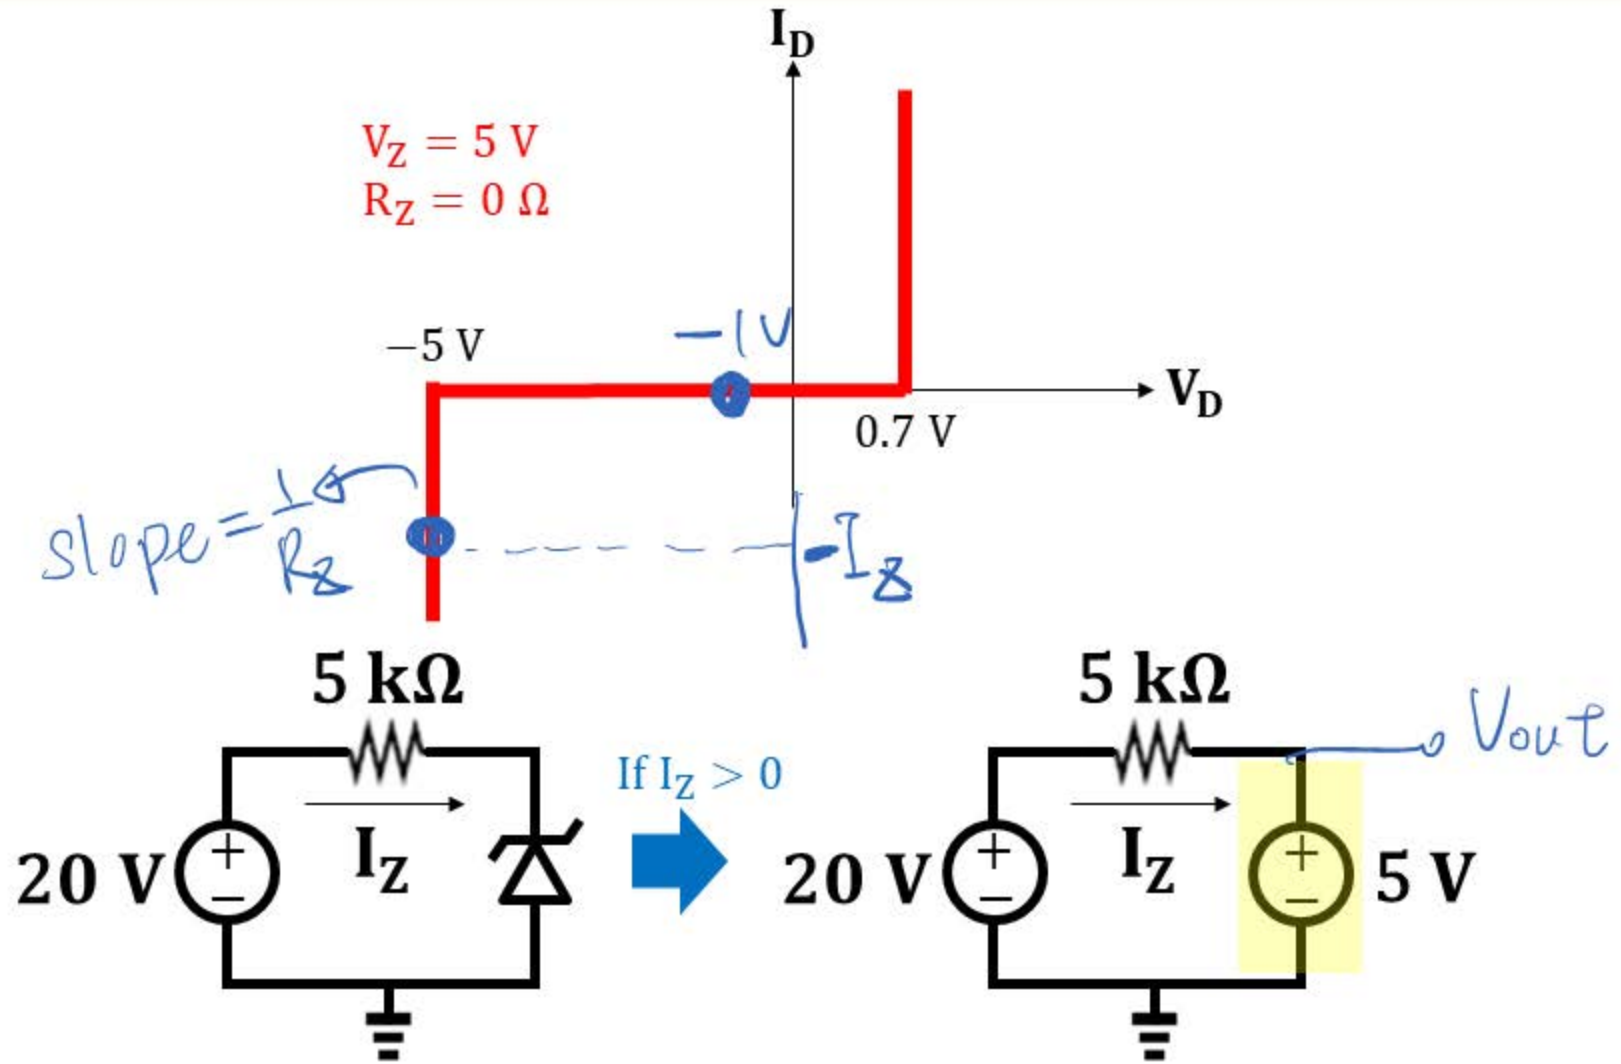 I_D
V_Z = 5 V
R_Z = 0 Ω
−5 V
−1V
V_D
0.7 V
slope = 1/R_Z
-I_Z
5 kΩ
5 kΩ
Vout
If I_Z > 0
20 V
+
−
I_Z
20 V
+
−
I_Z
+
−
5 V